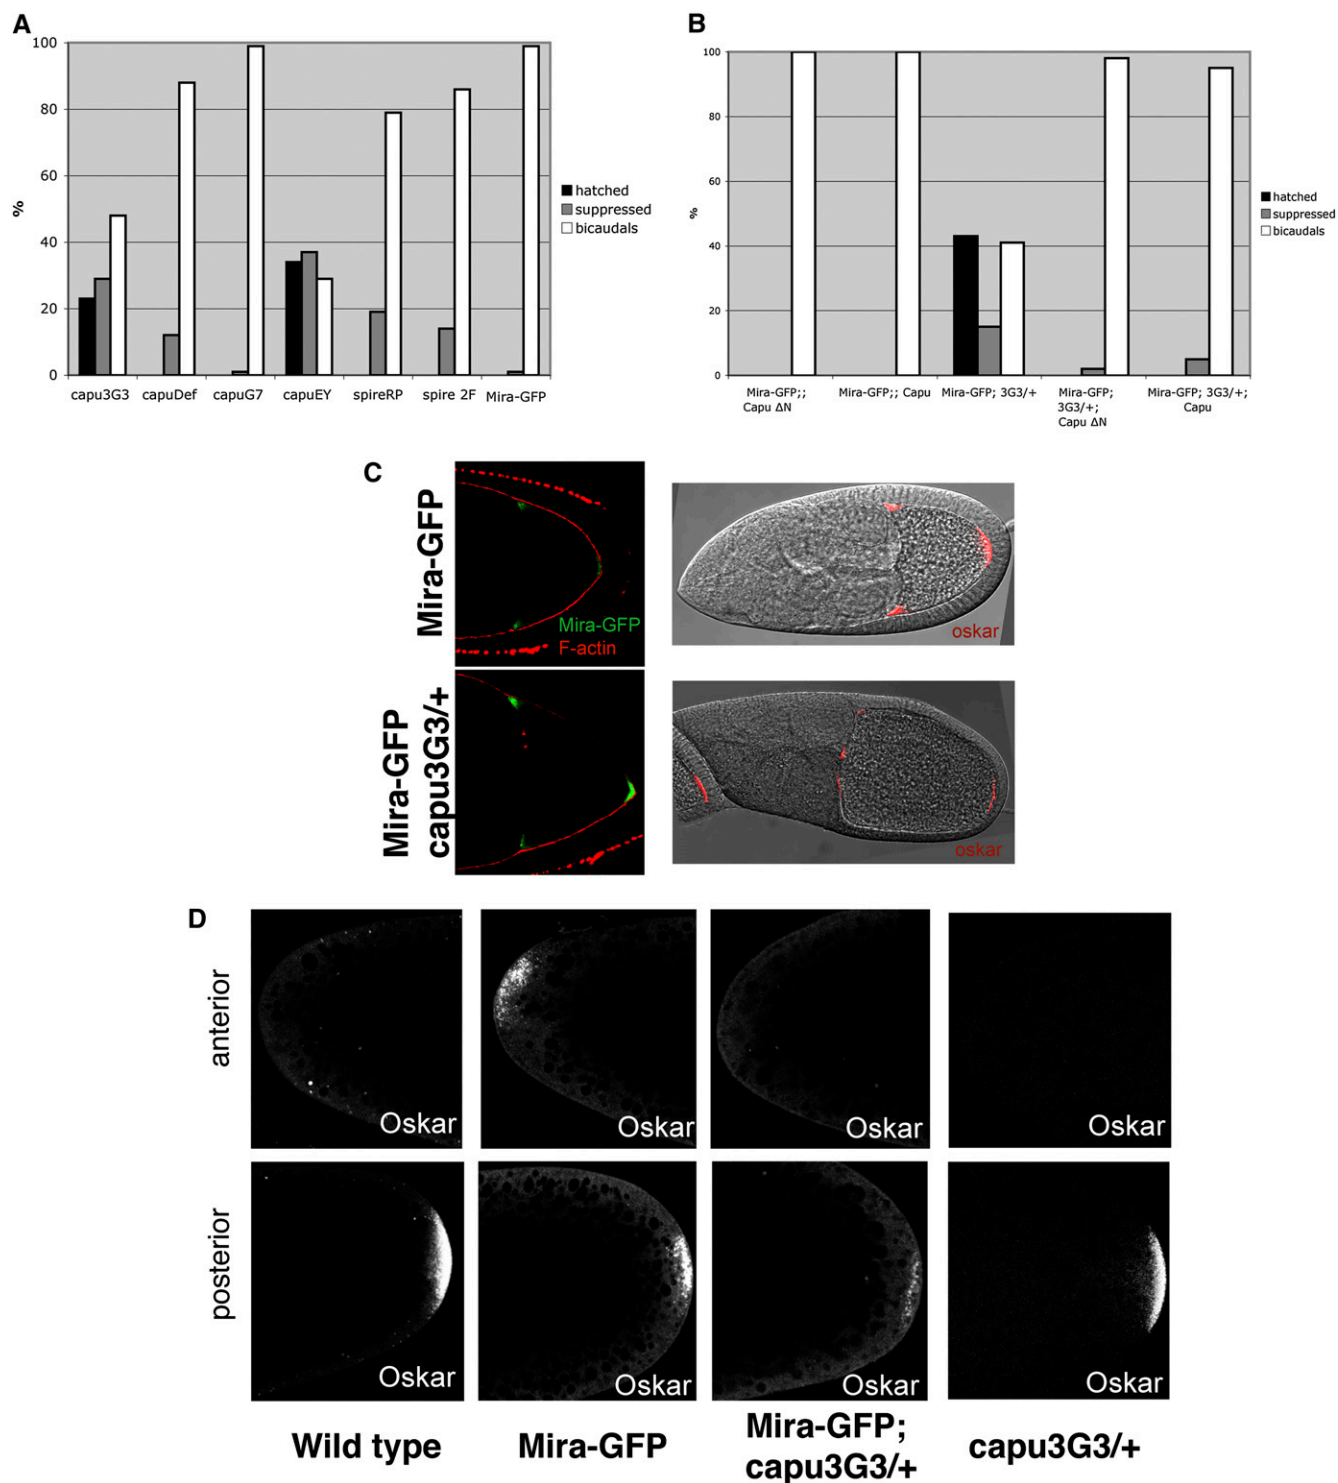 A
100
80
60
40
20
0
%
capu3G3
capuDef
capuG7
capuEY
spireRP
spire 2F
Mira-GFP
hatched
suppressed
bicaudals
B
100
80
60
40
20
0
%
Mira-GFP;;
Capu ΔN
Mira-GFP;; Capu
Mira-GFP; 3G3/+
Mira-GFP;
3G3/+;
Capu ΔN
Mira-GFP; 3G3/+;
Capu
hatched
suppressed
bicaudals
C
Mira-GFP
Mira-GFP
F-actin
oskar
Mira-GFP
capu3G3/+
oskar
D
anterior
Oskar
Oskar
Oskar
Oskar
posterior
Oskar
Oskar
Oskar
Oskar
Wild type
Mira-GFP
Mira-GFP;
capu3G3/+
capu3G3/+